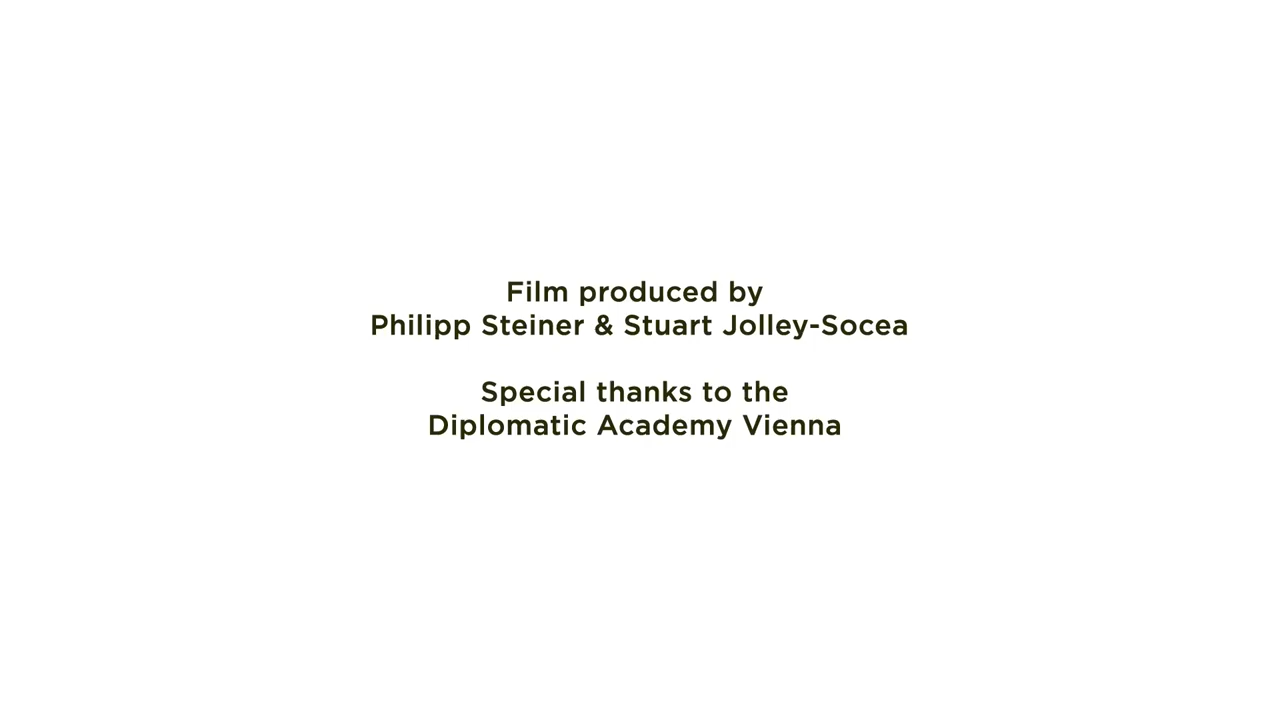 Film produced by
Philipp Steiner & Stuart Jolley-Socea
Special thanks to the
Diplomatic Academy Vienna